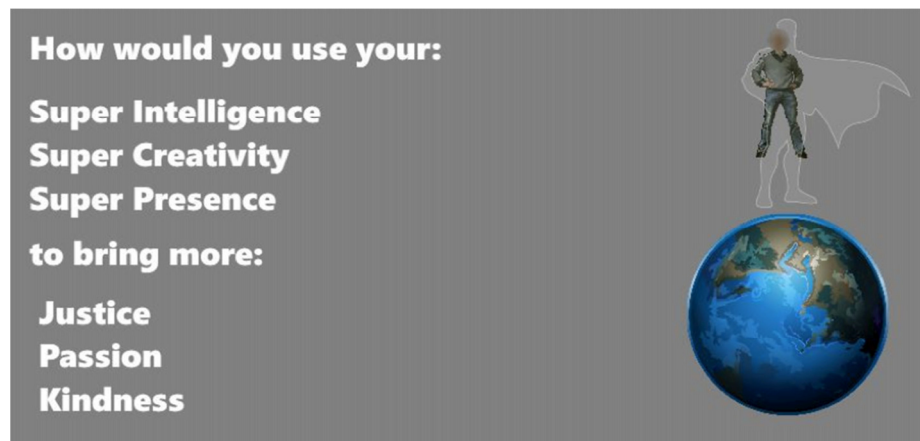 How would you use your:
Super Intelligence
Super Creativity
Super Presence
to bring more:
Justice
Passion
Kindness